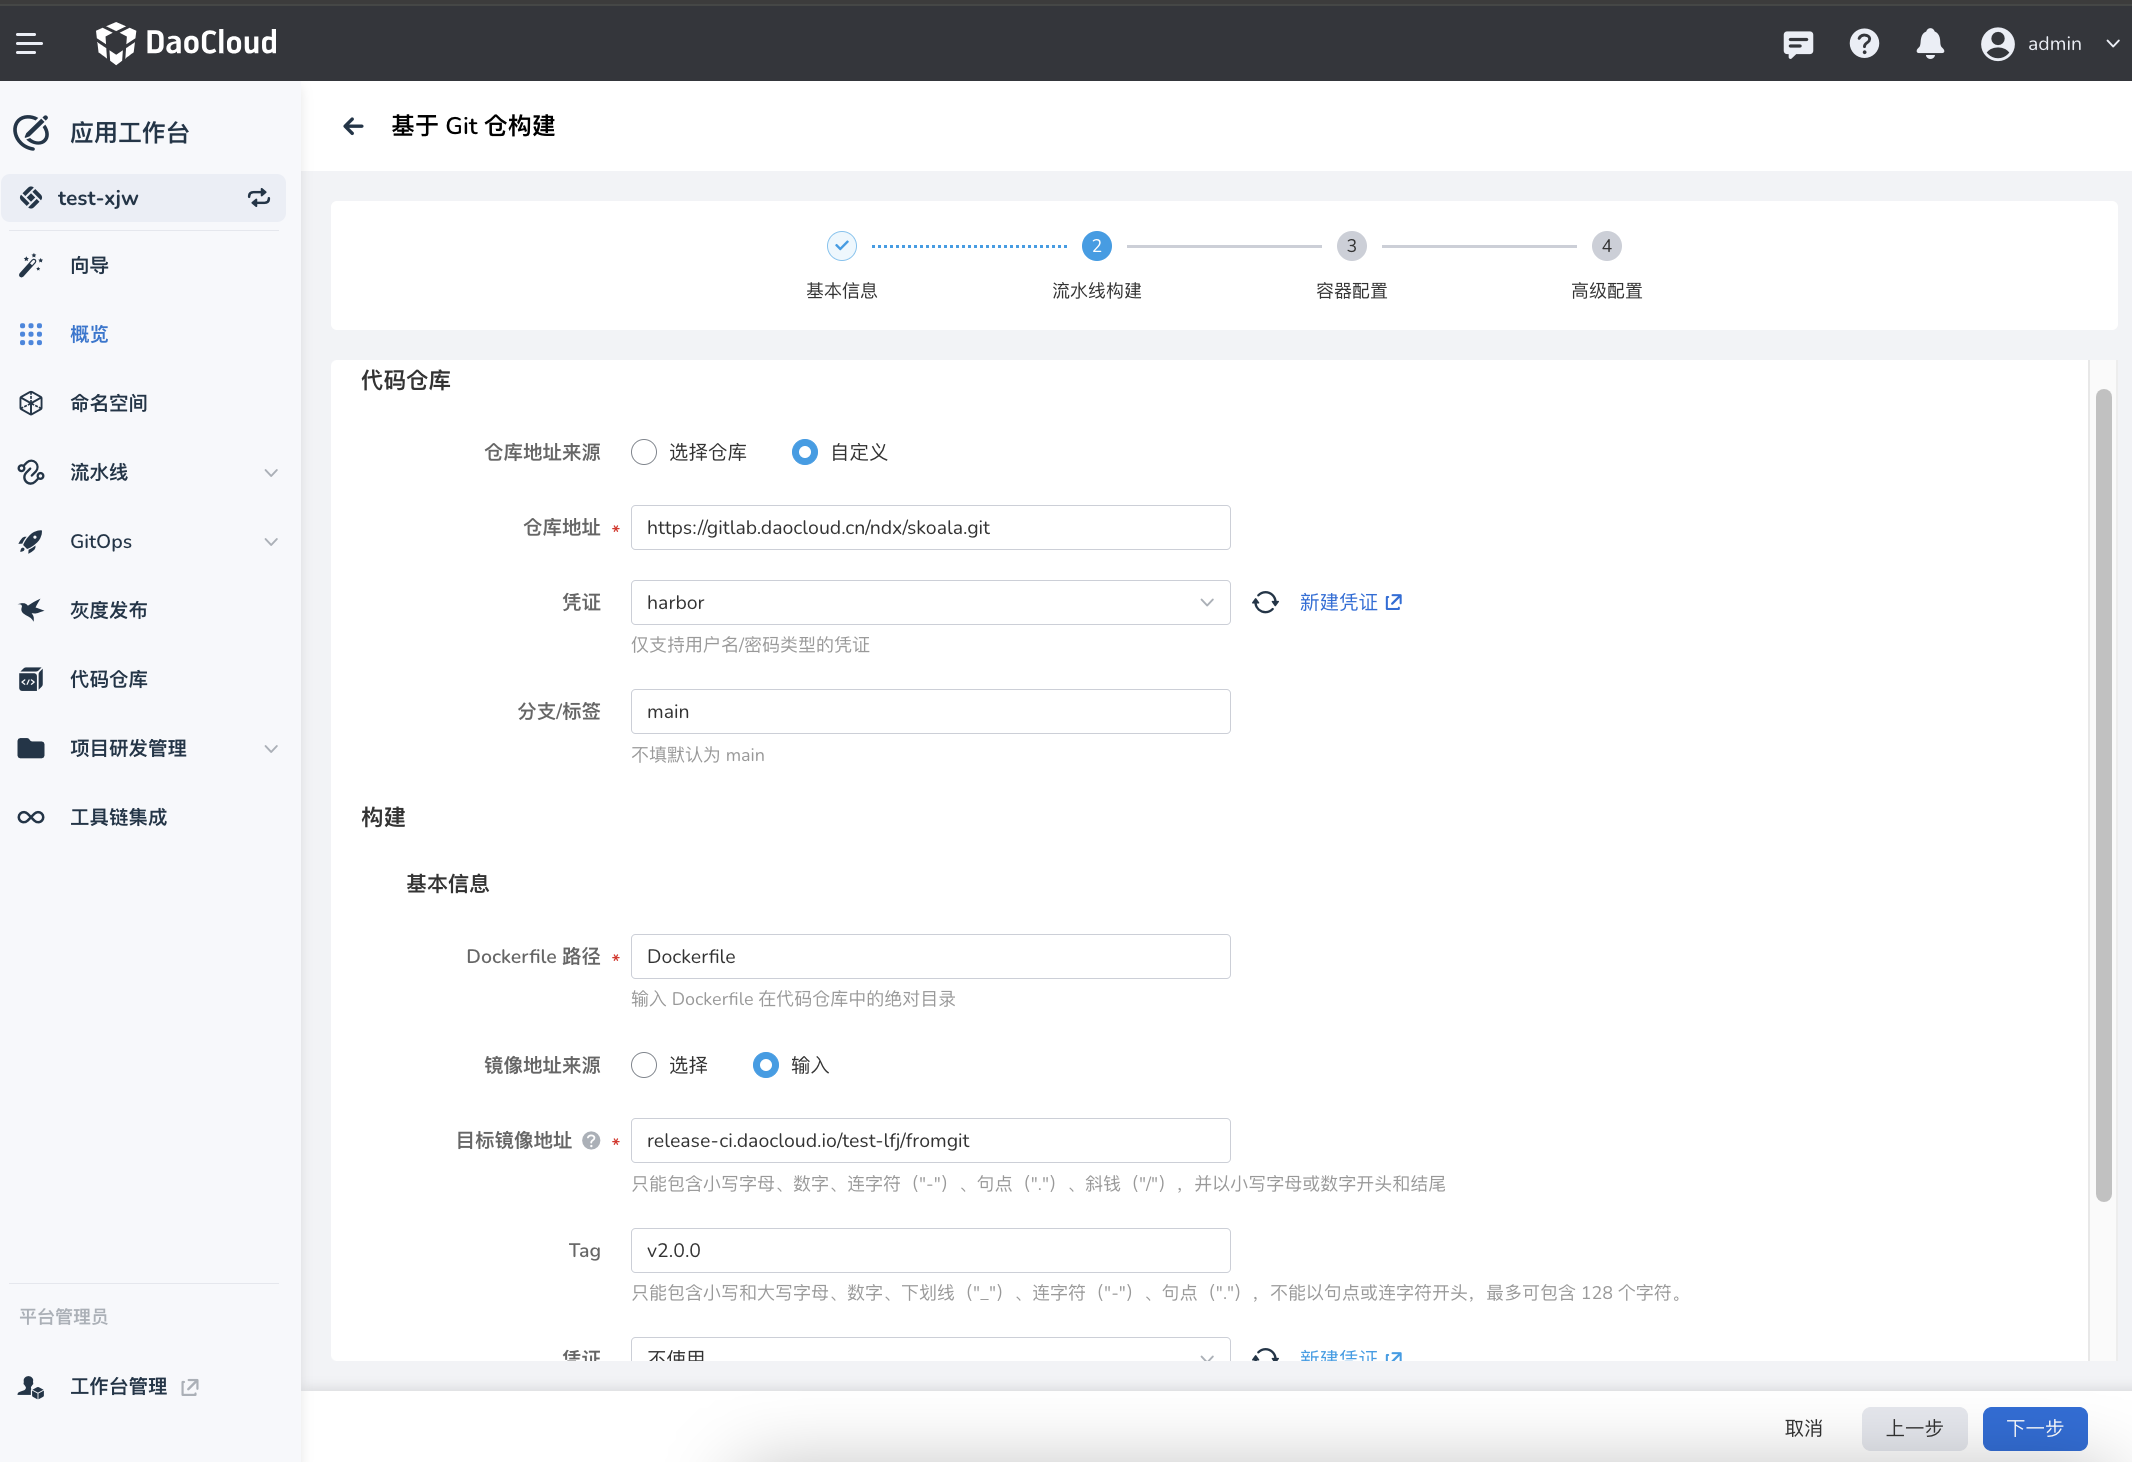 DaoCloud
admin
应用工作台
test-xjw
向导
概览
命名空间
流水线
GitOps
灰度发布
代码仓库
项目研发管理
工具链集成
平台管理员
工作台管理
基于 Git 仓构建
2
3
4
基本信息
流水线构建
容器配置
高级配置
代码仓库
仓库地址来源 选择仓库 自定义
仓库地址 * https://gitlab.daocloud.cn/ndx/skoala.git
凭证 harbor 新建凭证
仅支持用户名/密码类型的凭证
分支/标签 main
不填默认为 main
构建
基本信息
Dockerfile 路径 * Dockerfile
输入 Dockerfile 在代码仓库中的绝对目录
镜像地址来源 选择 输入
目标镜像地址 ? * release-ci.daocloud.io/test-lfj/fromgit
只能包含小写字母、数字、连字符（"-"）、句点（"."）、斜钱（"/"），并以小写字母或数字开头和结尾
Tag v2.0.0
只能包含小写和大写字母、数字、下划线（"_"）、连字符（"-"）、句点（"."），不能以句点或连字符开头，最多可包含 128 个字符。
凭证 不使用 新建凭证
取消 上一步 下一步